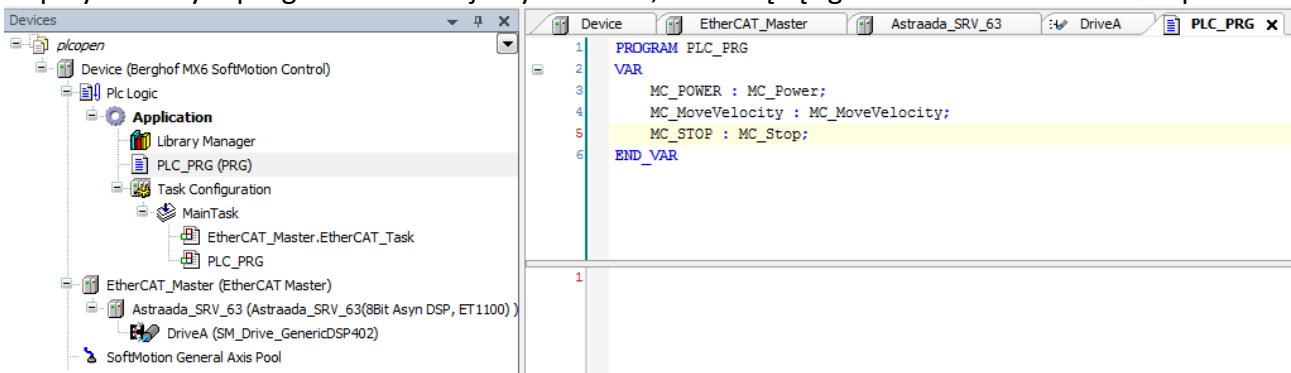 Devices
plcopen
Device (Berghof MX6 SoftMotion Control)
Plc Logic
Application
Library Manager
PLC_PRG (PRG)
Task Configuration
MainTask
EtherCAT_Master.EtherCAT_Task
PLC_PRG
EtherCAT_Master (EtherCAT Master)
Astraada_SRV_63 (Astraada_SRV_63(8Bit Asyn DSP, ET1100) )
DriveA (SM_Drive_GenericDSP402)
SoftMotion General Axis Pool
Device EtherCAT_Master Astraada_SRV_63 DriveA PLC_PRG X
1 PROGRAM PLC_PRG
2 VAR
3 MC_POWER : MC_Power;
4 MC_MoveVelocity : MC_MoveVelocity;
5 MC_STOP : MC_Stop;
6 END_VAR
1